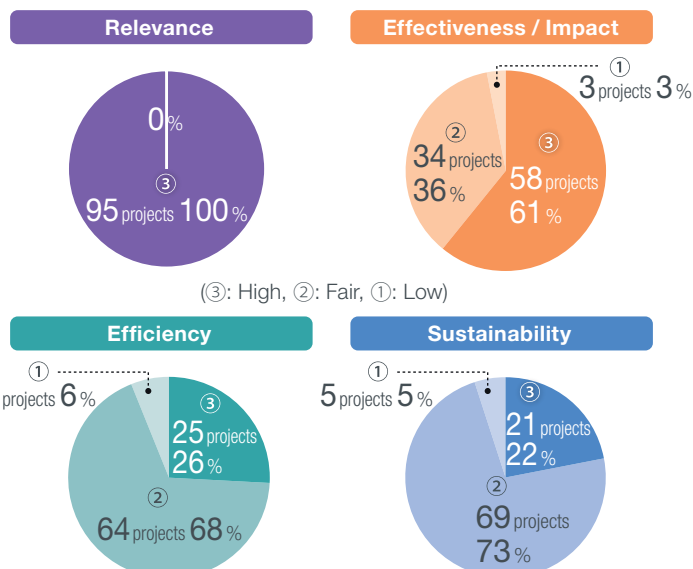 Relevance
0%
③
95 projects 100%
Effectiveness / Impact
①
3 projects 3%
②
34 projects
36%
③
58 projects
61%
(③: High, ②: Fair, ①: Low)
Efficiency
①
projects 6%
③
25 projects
26%
②
64 projects 68%
Sustainability
①
5 projects 5%
③
21 projects
22%
②
69 projects
73%